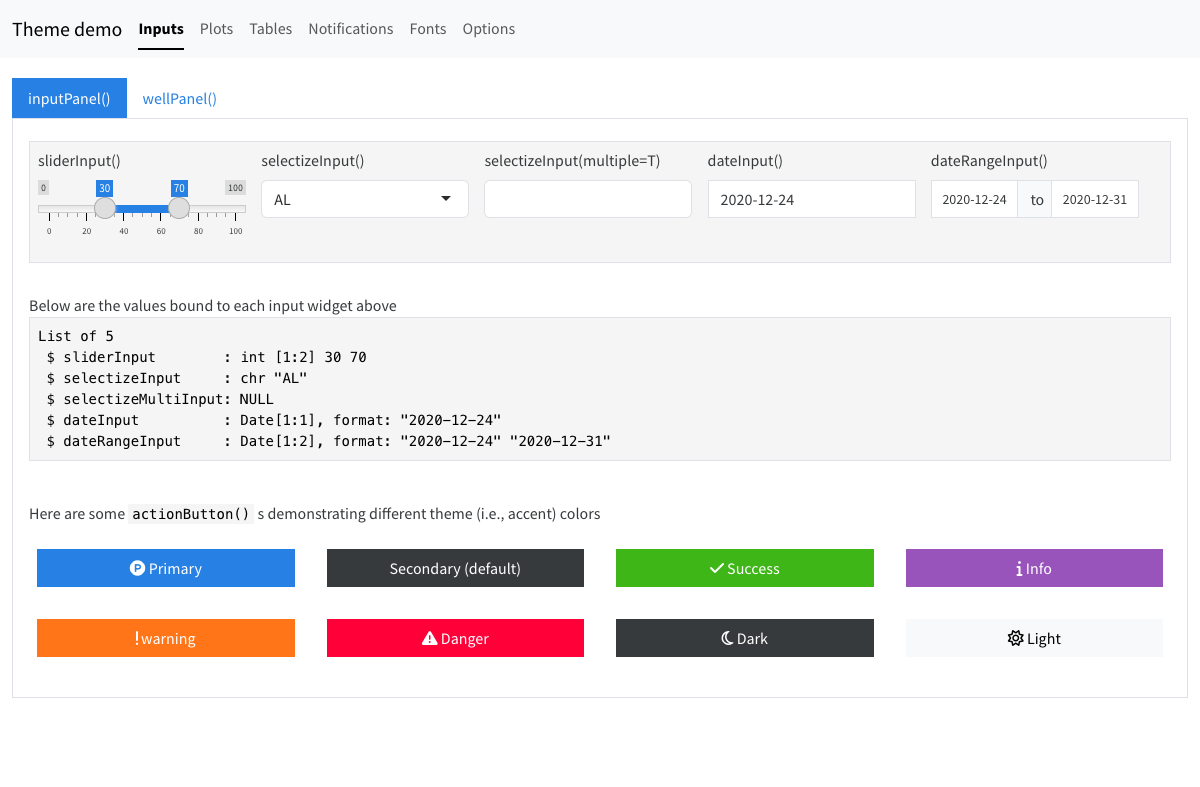 Theme demo Inputs Plots Tables Notifications Fonts Options
inputPanel() wellPanel()
sliderInput() selectizeInput() selectizeInput(multiple=T) dateInput() dateRangeInput()
0 30 70 100
AL 2020-12-24 2020-12-24 to 2020-12-31
0 20 40 60 80 100
Below are the values bound to each input widget above
List of 5
 $ sliderInput        : int [1:2] 30 70
 $ selectizeInput     : chr "AL"
 $ selectizeMultiInput: NULL
 $ dateInput          : Date[1:1], format: "2020-12-24"
 $ dateRangeInput     : Date[1:2], format: "2020-12-24" "2020-12-31"
Here are some actionButton() s demonstrating different theme (i.e., accent) colors
Primary Secondary (default) Success Info
warning Danger Dark Light